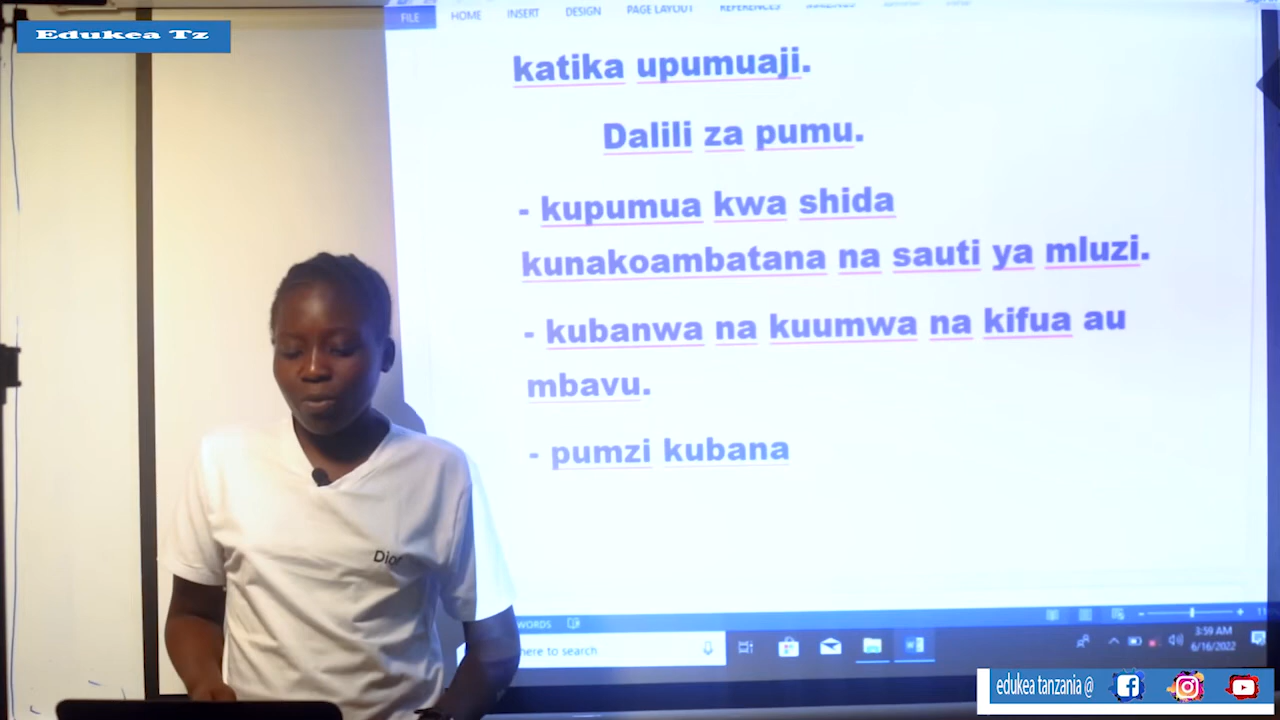 Edukea Tz
FILE HOME INSERT DESIGN PAGE LAYOUT REFERENCES
katika upumuaji.
Dalili za pumu.
- kupumua kwa shida
kunakoambatana na sauti ya mluzi.
- kubanwa na kuumwa na kifua au
mbavu.
- pumzi kubana
Dior
WORDS
here to search
3:59 AM
6/16/2022
edukea tanzania @